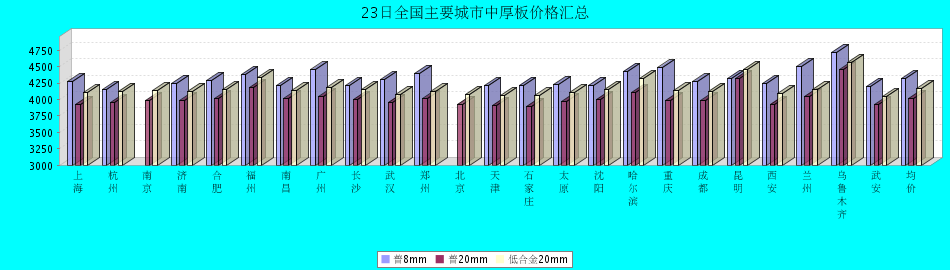 23日全国主要城市中厚板价格汇总
4750
4500
4250
4000
3750
3500
3250
3000
上海
杭州
南京
济南
合肥
福州
南昌
广州
长沙
武汉
郑州
北京
天津
石家庄
太原
沈阳
哈尔滨
重庆
成都
昆明
西安
兰州
乌鲁木齐
武安
均价
普8mm 普20mm 低合金20mm